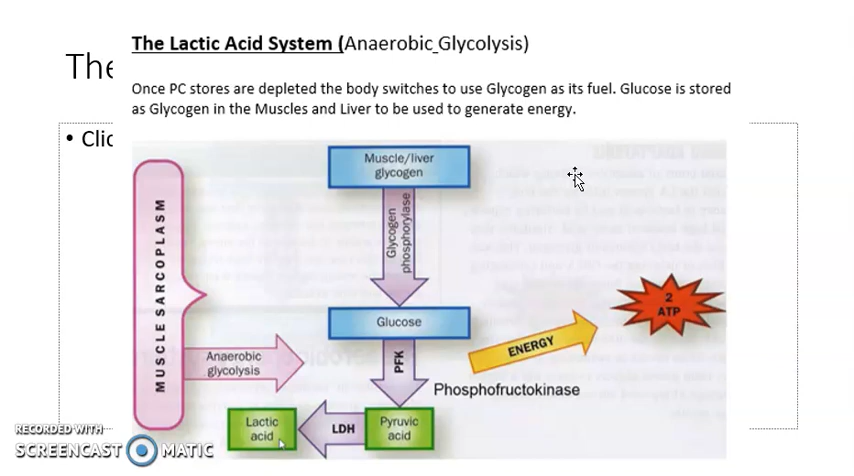 The Lactic Acid System (Anaerobic Glycolysis)
The
Once PC stores are depleted the body switches to use Glycogen as its fuel. Glucose is stored
as Glycogen in the Muscles and Liver to be used to generate energy.
• Clic
Muscle/liver
glycogen
MUSCLE SARCOPLASM
Glycogen
phosphorylase
2
ATP
Glucose
ENERGY
Anaerobic
glycolysis
PFK
Phosphofructokinase
Lactic
acid
LDH
Pyruvic
acid
RECORDED WITH
SCREENCAST MATIC